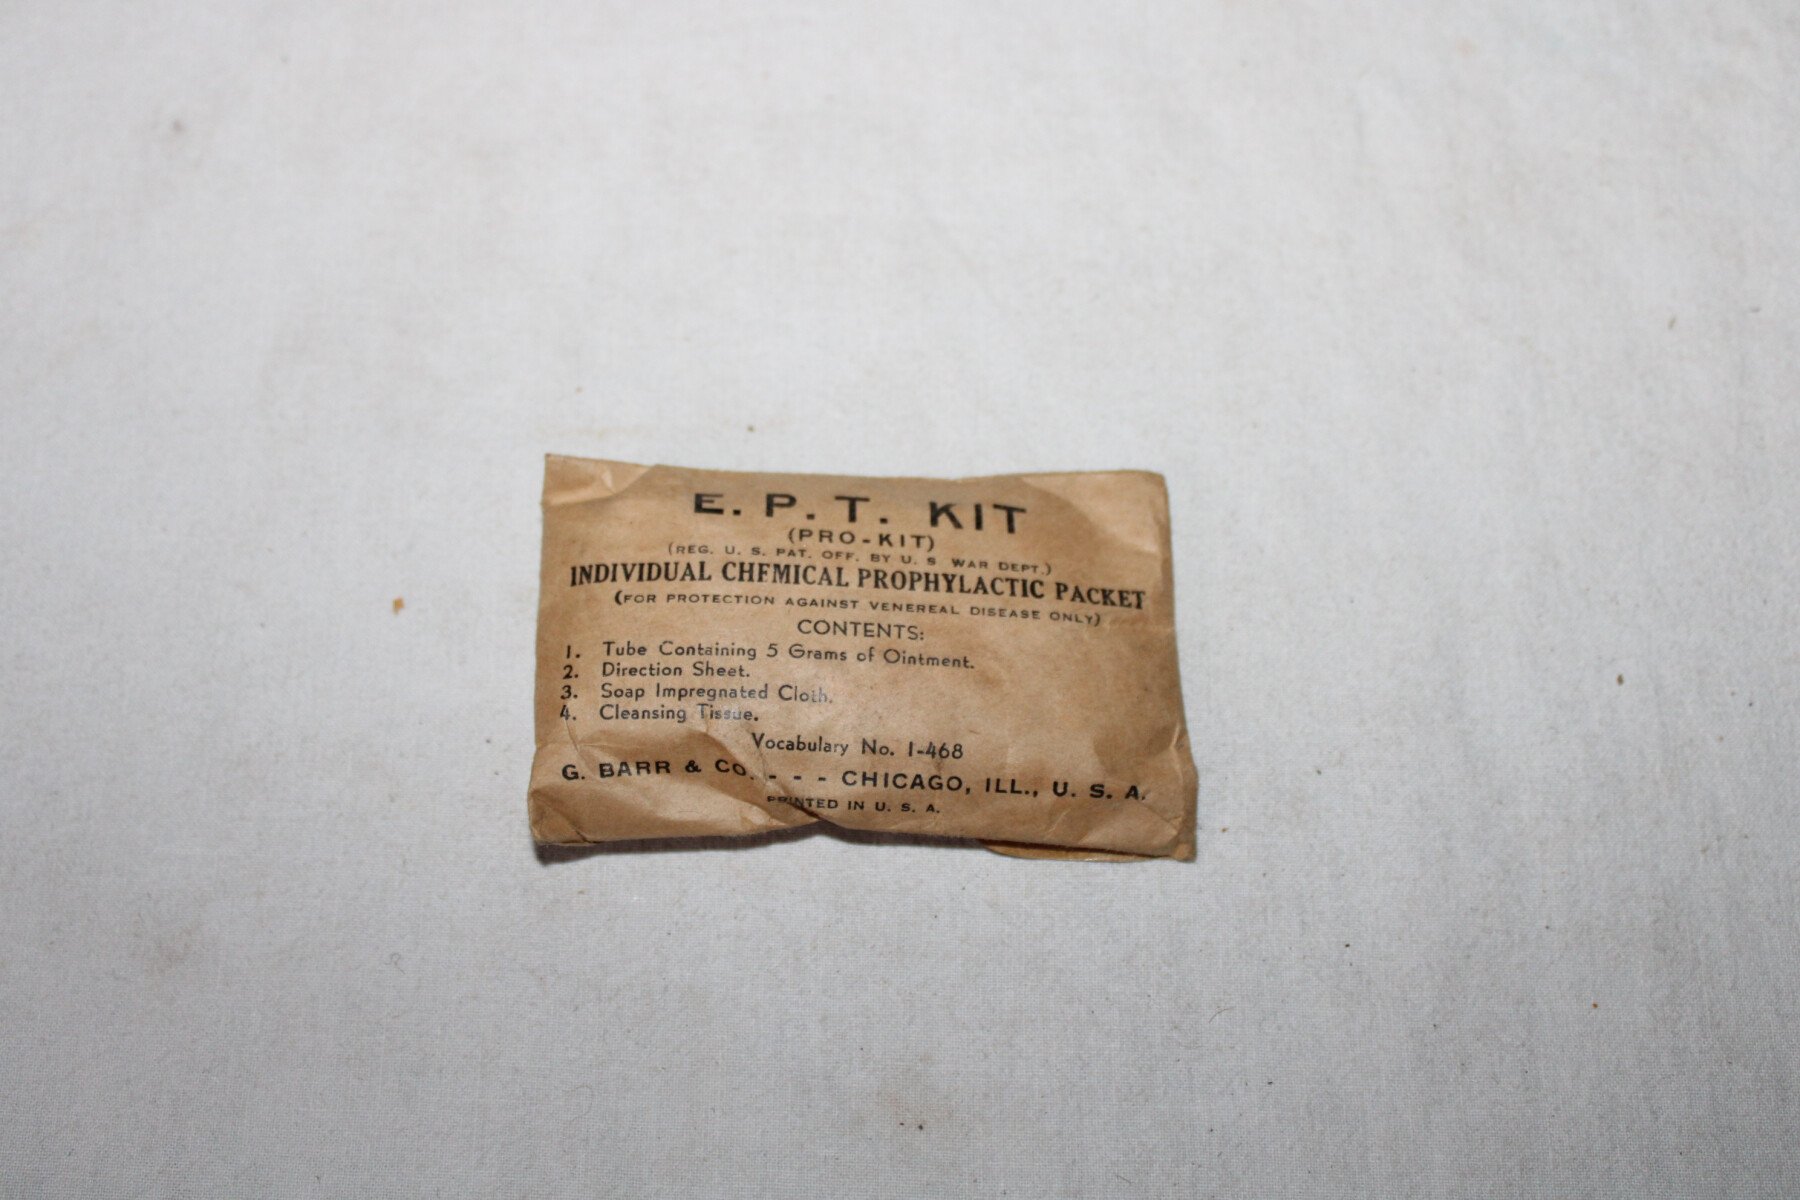 E. P. T. KIT
(PRO-KIT)
(REG. U. S. PAT. OFF. BY U. S WAR DEPT.)
INDIVIDUAL CHEMICAL PROPHYLACTIC PACKET
(FOR PROTECTION AGAINST VENEREAL DISEASE ONLY)
CONTENTS:
1. Tube Containing 5 Grams of Ointment.
2. Direction Sheet.
3. Soap Impregnated Cloth.
4. Cleansing Tissue.
Vocabulary No. 1-468
G. BARR & CO. - - - CHICAGO, ILL., U. S. A.
PRINTED IN U. S. A.